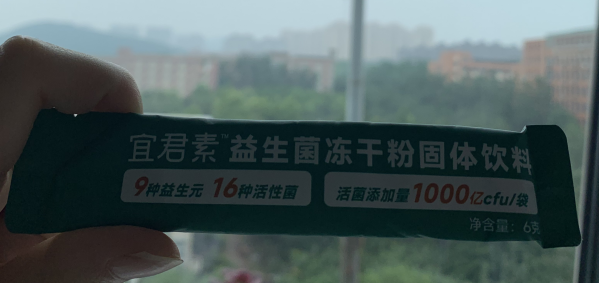 宜君素™ 益生菌冻干粉固体饮料
9种益生元 16种活性菌 活菌添加量1000亿cfu/袋
净含量：6克